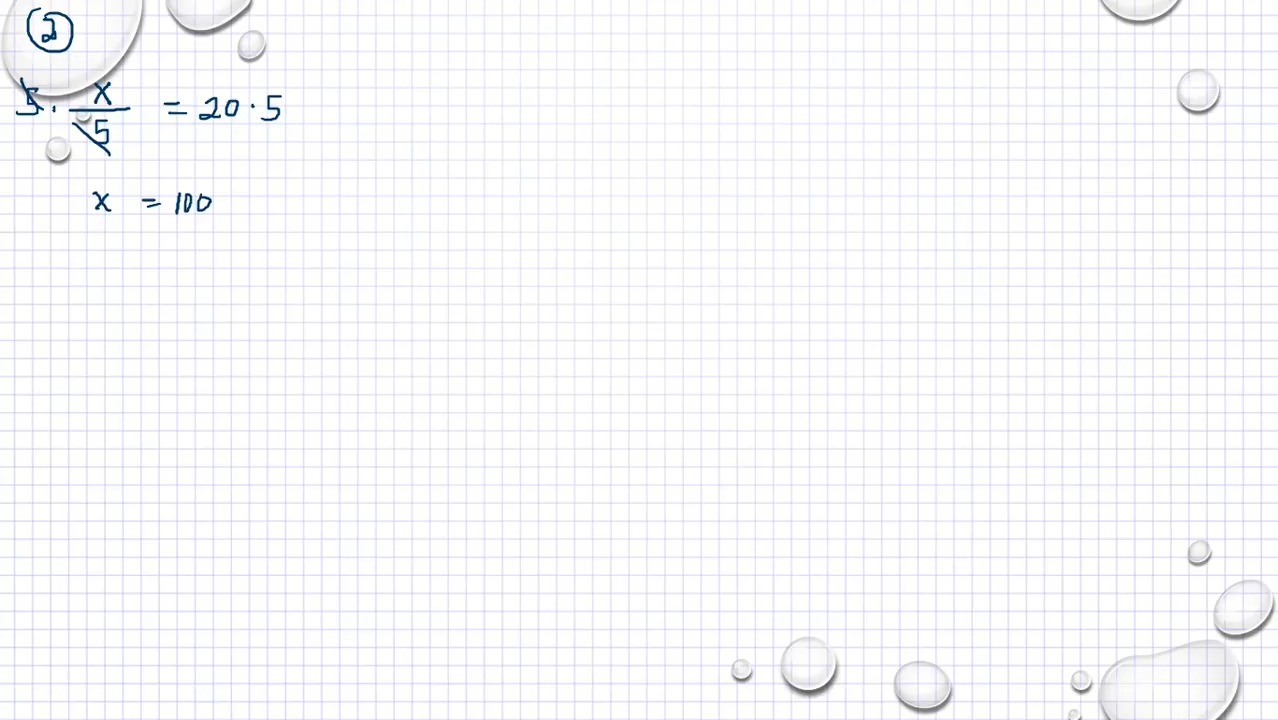 ②
5 · x/5 = 20 · 5
x = 100